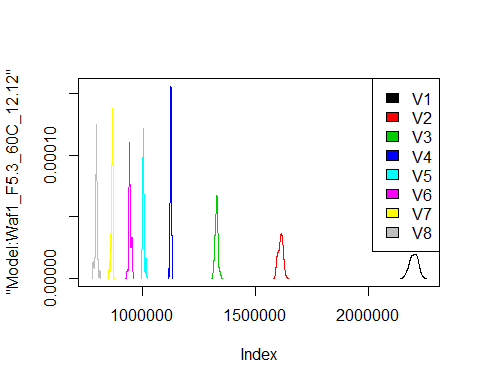 "Model:Waf1_F5.3_60C_12.12"
0.00000
0.00010
V1
V2
V3
V4
V5
V6
V7
V8
1000000
1500000
2000000
Index